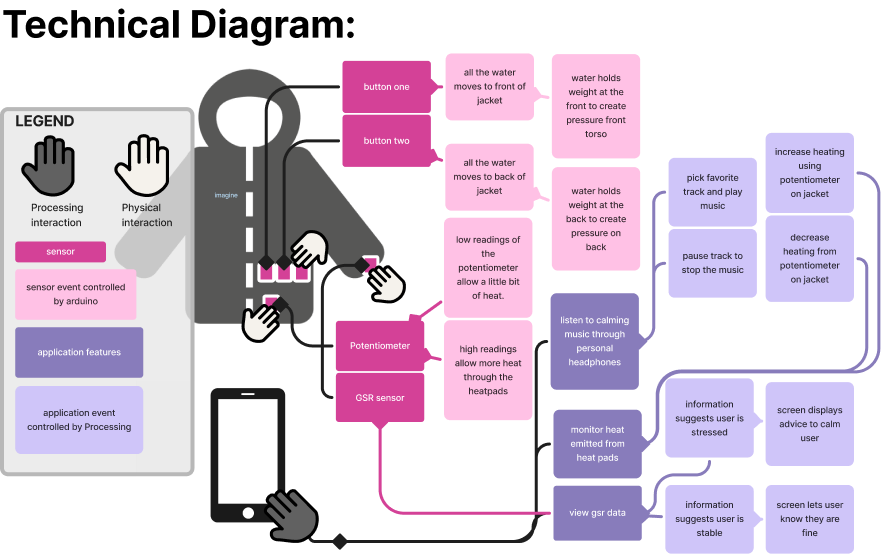 Technical Diagram:
LEGEND
Processing
interaction
Physical
interaction
sensor
sensor event controlled
by arduino
application features
application event
controlled by Processing
imagine
button one
all the water
moves to front of
jacket
water holds
weight at the
front to create
pressure front
torso
button two
all the water
moves to back of
jacket
water holds
weight at the
back to create
pressure on
back
low readings of
the
potentiometer
allow a little bit
of heat.
Potentiometer
high readings
allow more heat
through the
heatpads
GSR sensor
pick favorite
track and play
music
increase heating
using
potentiometer
on jacket
pause track to
stop the music
decrease
heating from
potentiometer
on jacket
listen to calming
music through
personal
headphones
monitor heat
emitted from
heat pads
information
suggests user is
stressed
screen displays
advice to calm
user
view gsr data
information
suggests user is
stable
screen lets user
know they are
fine